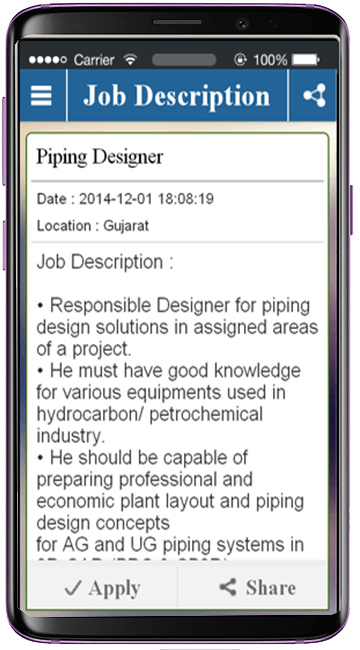 Carrier 100%
Job Description
Piping Designer
Date : 2014-12-01 18:08:19
Location : Gujarat
Job Description :
• Responsible Designer for piping
design solutions in assigned areas
of a project.
• He must have good knowledge
for various equipments used in
hydrocarbon/ petrochemical
industry.
• He should be capable of
preparing professional and
economic plant layout and piping
design concepts
for AG and UG piping systems in
Apply Share